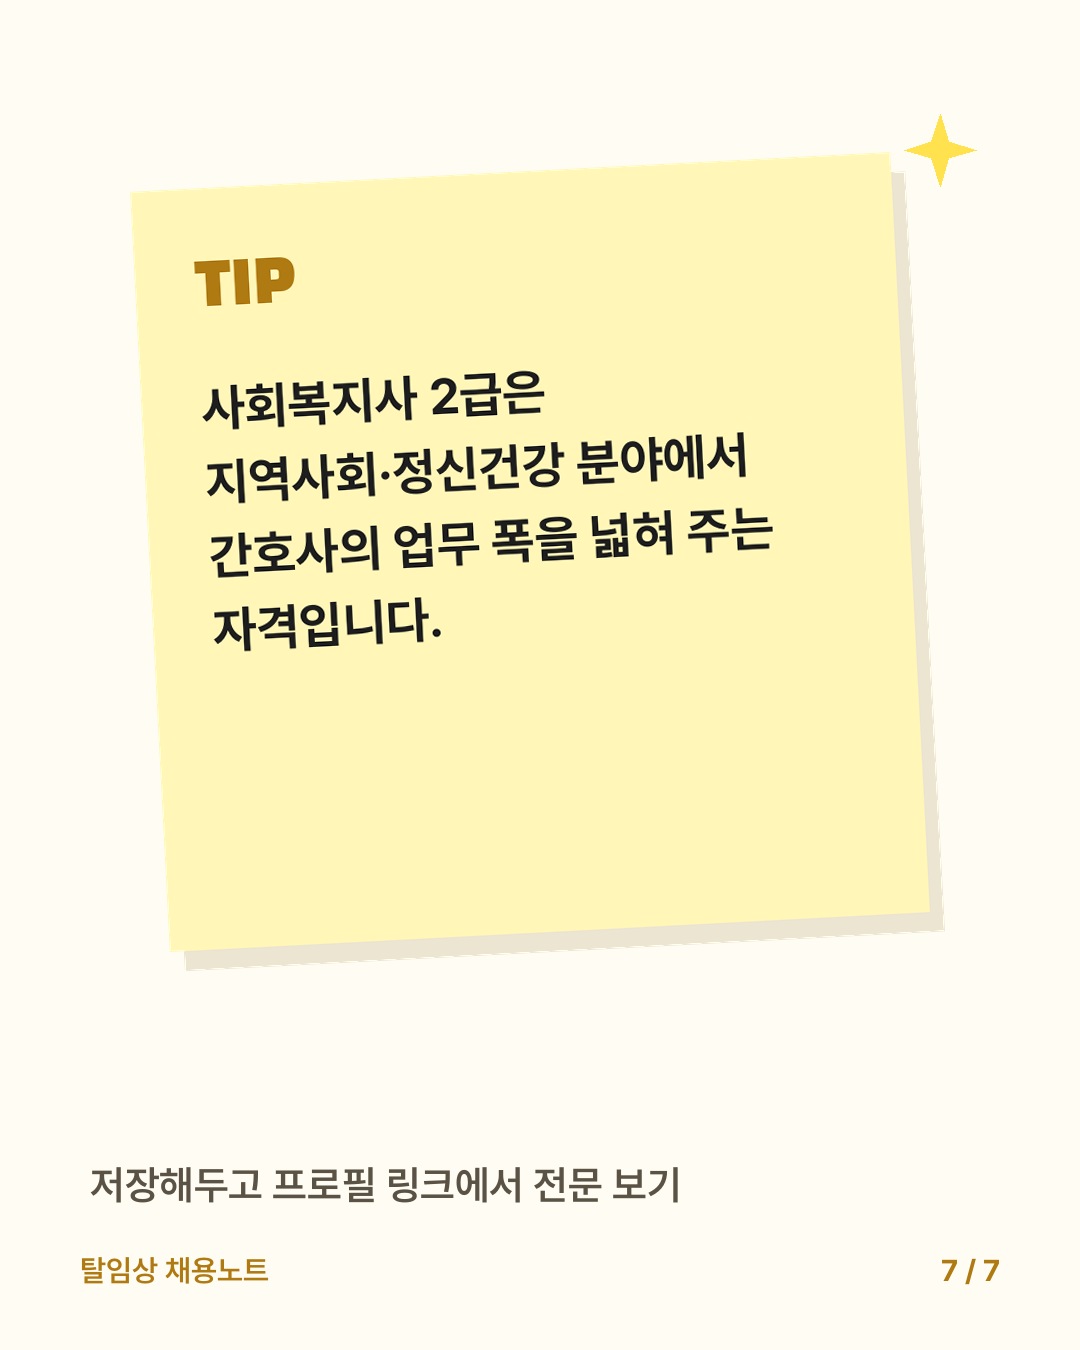 TIP
사회복지사 2급은
지역사회·정신건강 분야에서
간호사의 업무 폭을 넓혀 주는
자격입니다.
저장해두고 프로필 링크에서 전문 보기
탈임상 채용노트
7 / 7